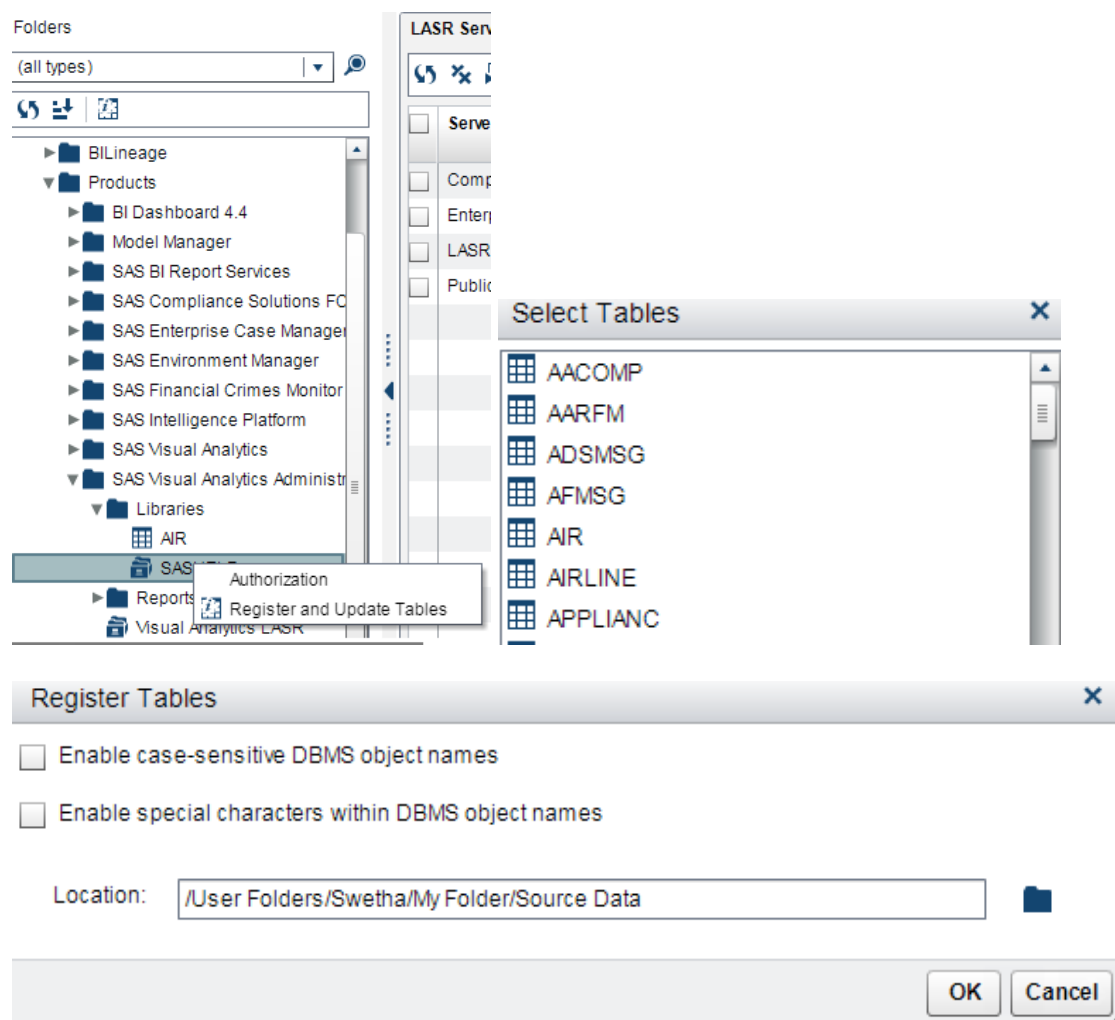 Folders
(all types)
BILineage
Products
BI Dashboard 4.4
Model Manager
SAS BI Report Services
SAS Compliance Solutions FC
SAS Enterprise Case Manager
SAS Environment Manager
SAS Financial Crimes Monitor
SAS Intelligence Platform
SAS Visual Analytics
SAS Visual Analytics Administr
Libraries
AIR
Authorization
Reports
Register and Update Tables
Visual Analytics LASR
LASR Serv
Serve
Comp
Enterp
LASR
Public
Select Tables
AACOMP
AARFM
ADSMSG
AFMSG
AIR
AIRLINE
APPLIANC
Register Tables
Enable case-sensitive DBMS object names
Enable special characters within DBMS object names
Location:
/User Folders/Swetha/My Folder/Source Data
OK Cancel